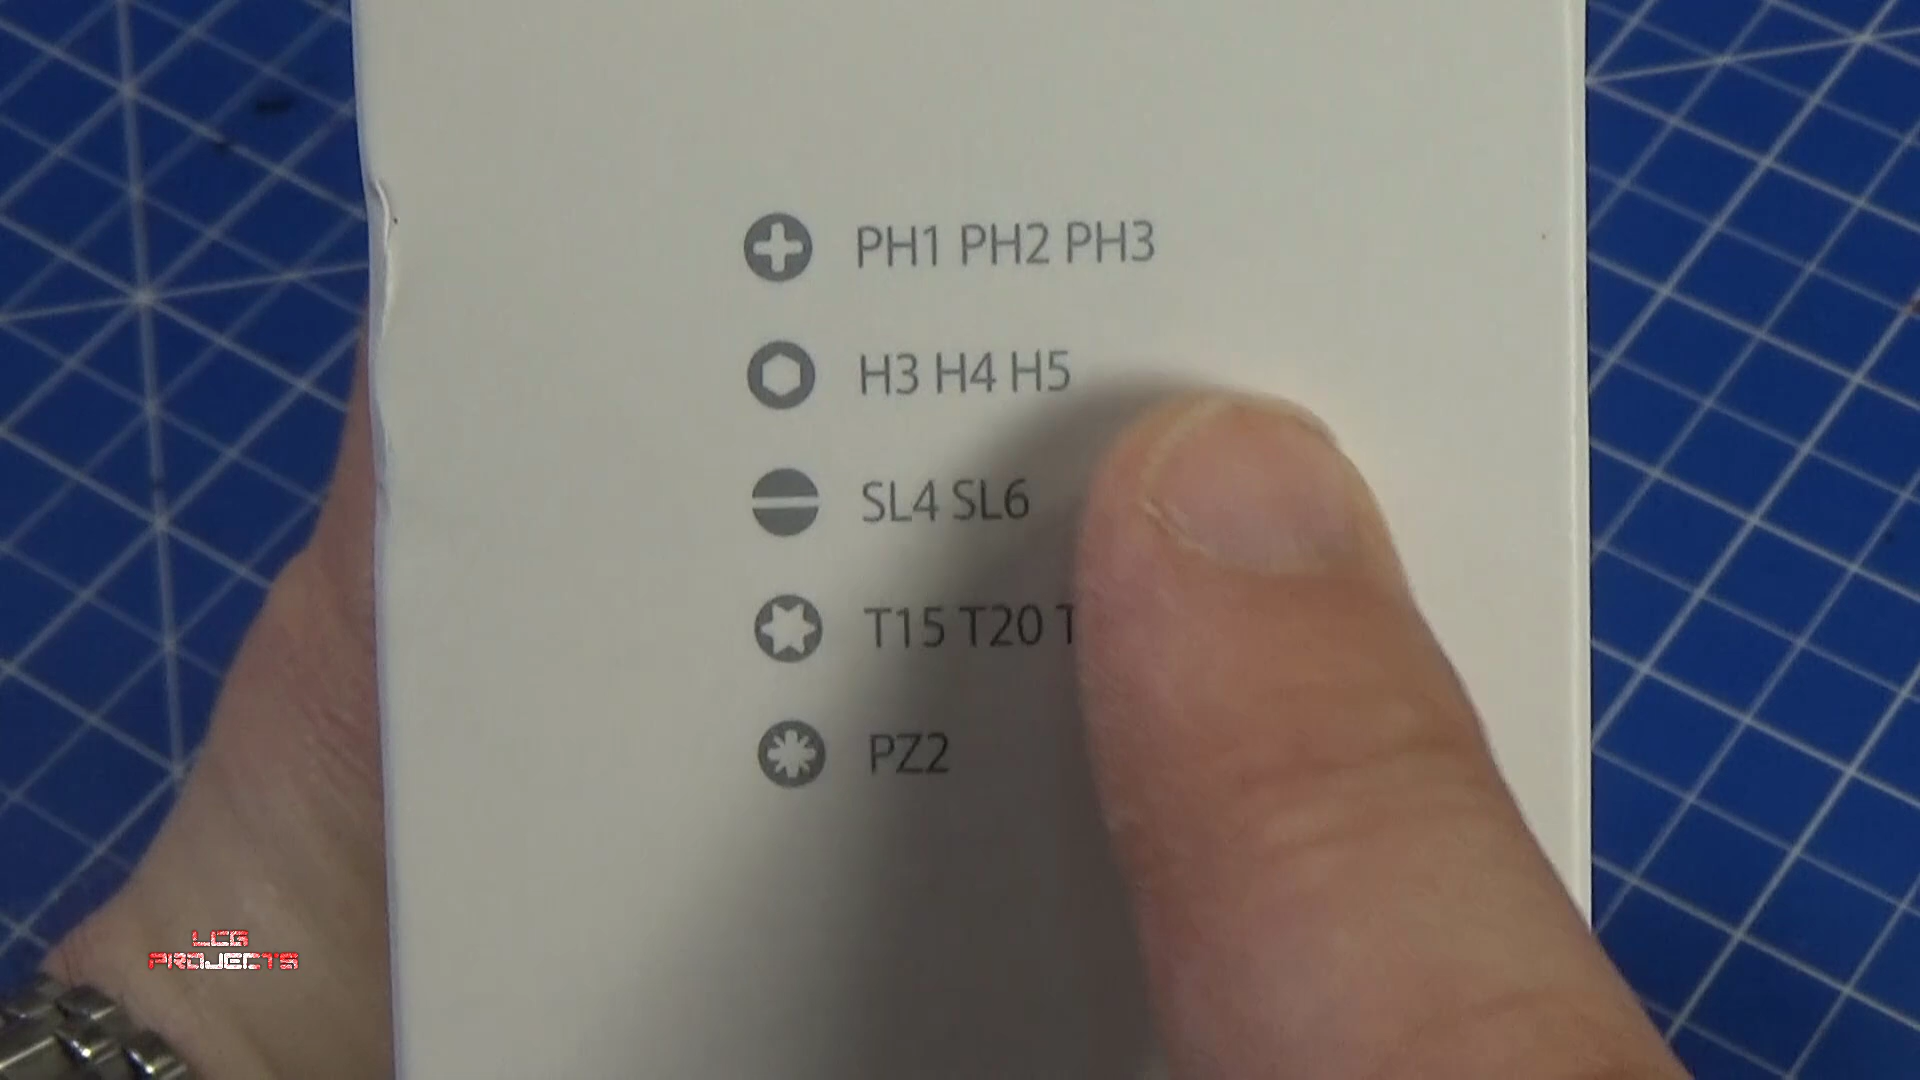 PH1 PH2 PH3
H3 H4 H5
SL4 SL6
T15 T20
PZ2
LCG
PROJECTS